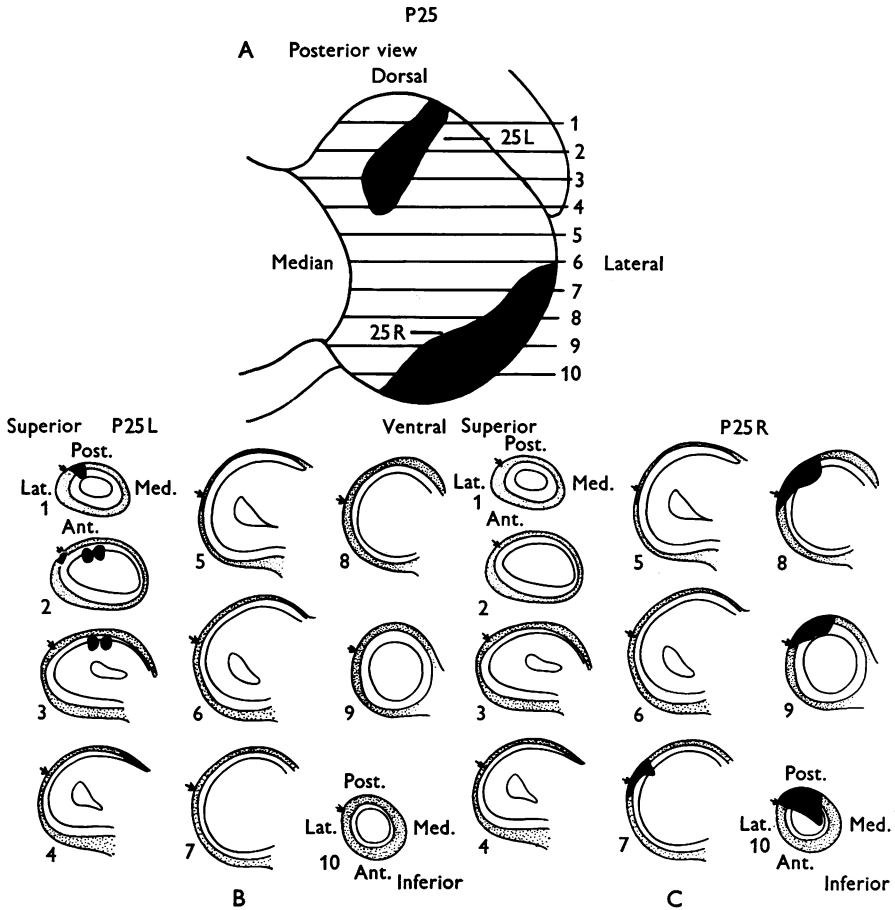 P25
A Posterior view
Dorsal
1
25L
2
3
4
5
Median
6
Lateral
7
8
25R
9
10
Superior P25L
Ventral
Superior
P25R
Post.
Lat.
Med.
1
Ant.
2
3
4
5
6
7
8
9
Lat.
Med.
10
Ant.
Inferior
B
Post.
Lat.
Med.
1
Ant.
2
3
4
5
6
7
8
9
Post.
Lat.
Med.
10
Ant.
Inferior
C